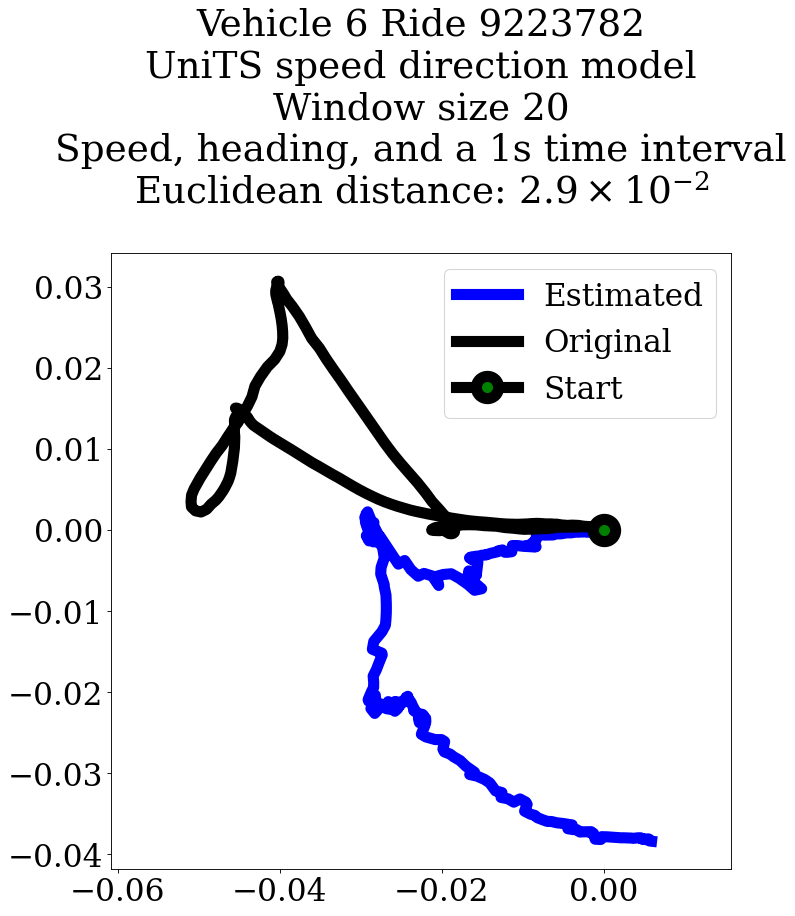 Vehicle 6 Ride 9223782
UniTS speed direction model
Window size 20
Speed, heading, and a 1s time interval
Euclidean distance: 2.9 × 10⁻²
Estimated
Original
Start
0.03
0.02
0.01
0.00
−0.01
−0.02
−0.03
−0.04
−0.06 −0.04 −0.02 0.00